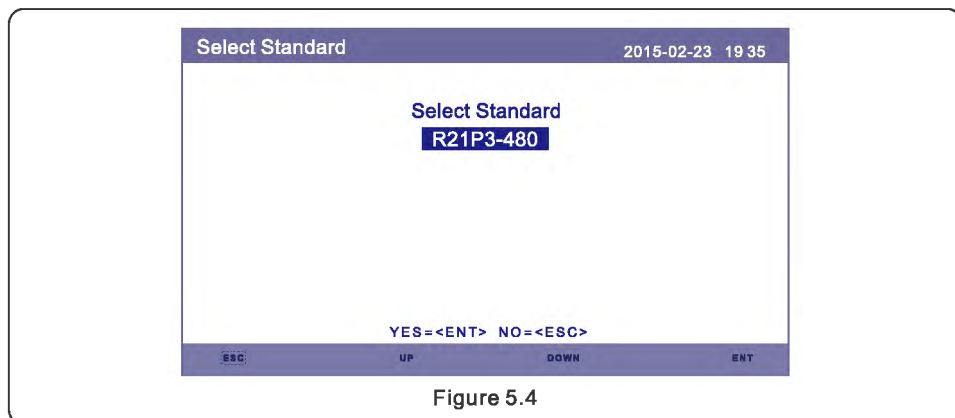 Select Standard 2015-02-23 19 35
Select Standard
R21P3-480
YES=<ENT> NO=<ESC>
ESC UP DOWN ENT
Figure 5.4